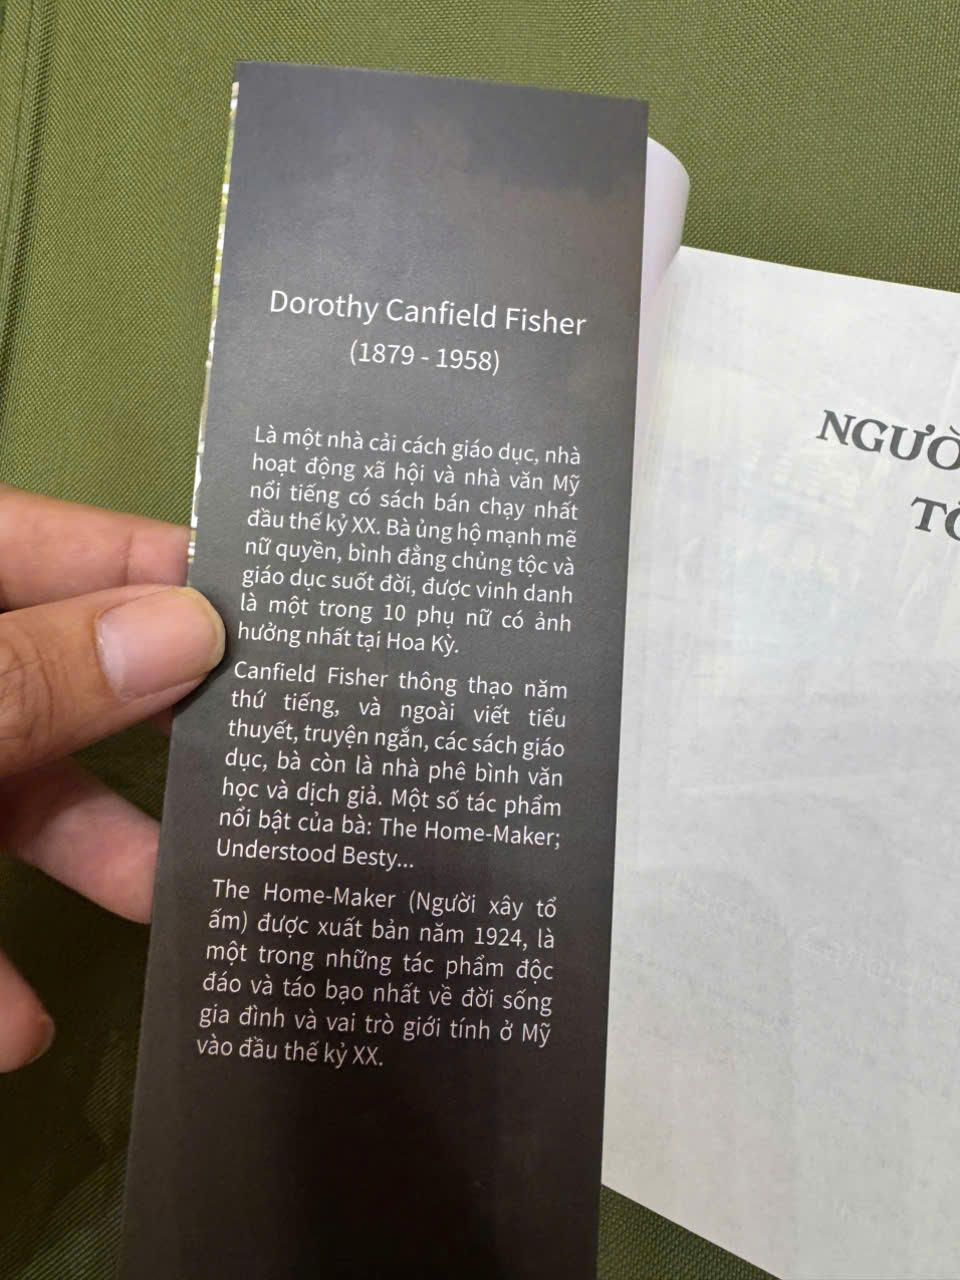 Dorothy Canfield Fisher
(1879 - 1958)
Là một nhà cải cách giáo dục, nhà
hoạt động xã hội và nhà văn Mỹ
nổi tiếng có sách bán chạy nhất
đầu thế kỷ XX. Bà ủng hộ mạnh mẽ
nữ quyền, bình đẳng chủng tộc và
giáo dục suốt đời, được vinh danh
là một trong 10 phụ nữ có ảnh
hưởng nhất tại Hoa Kỳ.
Canfield Fisher thông thạo năm
thứ tiếng, và ngoài viết tiểu
thuyết, truyện ngắn, các sách giáo
dục, bà còn là nhà phê bình văn
học và dịch giả. Một số tác phẩm
nổi bật của bà: The Home-Maker;
Understood Besty...
The Home-Maker (Người xây tổ
ấm) được xuất bản năm 1924, là
một trong những tác phẩm độc
đáo và táo bạo nhất về đời sống
gia đình và vai trò giới tính ở Mỹ
vào đầu thế kỷ XX.